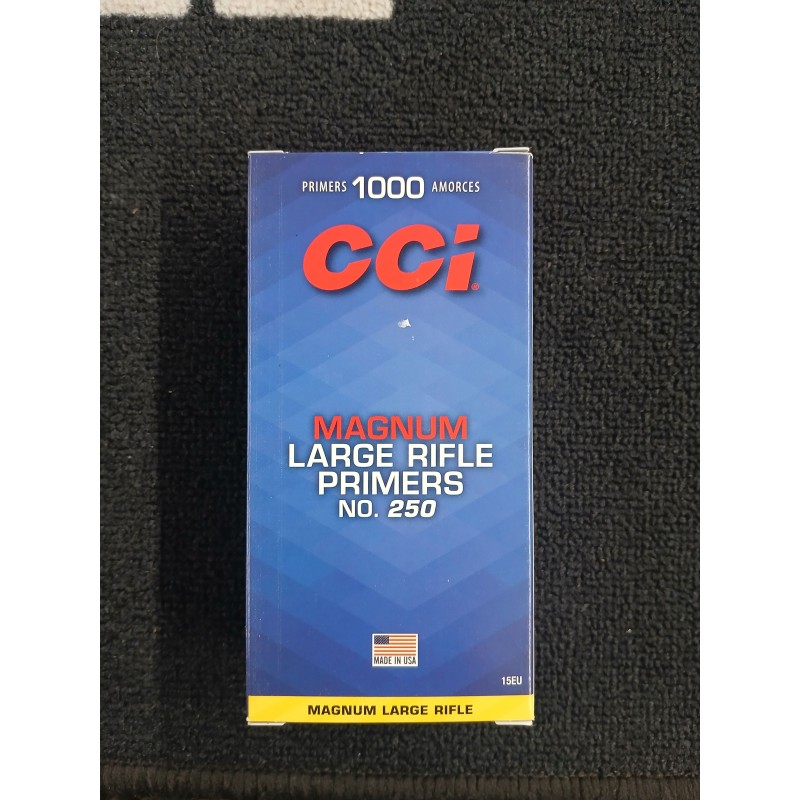 PRIMERS 1000 AMORCES
CCi®
MAGNUM
LARGE RIFLE
PRIMERS
NO. 250
MADE IN USA
15EU
MAGNUM LARGE RIFLE